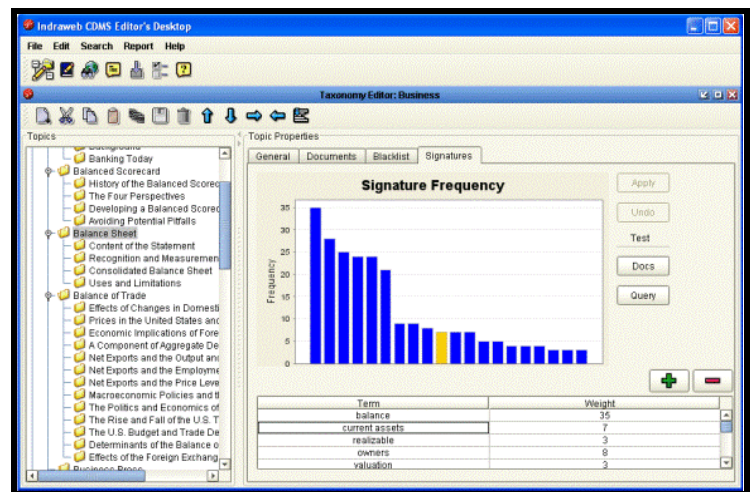 Indraweb CDMS Editor's Desktop
File Edit Search Report Help
Taxonomy Editor: Business
Topics
Background
Banking Today
Balanced Scorecard
History of the Balanced Scorec
The Four Perspectives
Developing a Balanced Scorec
Avoiding Potential Pitfalls
Balance Sheet
Content of the Statement
Recognition and Measuremen
Consolidated Balance Sheet
Uses and Limitations
Balance of Trade
Effects of Changes in Domesti
Prices in the United States and
Economic Implications of Fore
A Component of Aggregate De
Net Exports and the Output and
Net Exports and the Employme
Net Exports and the Price Leve
Macroeconomic Policies and t
The Politics and Economics of
The Rise and Fall of the U.S. T
The U.S. Budget and Trade De
Determinants of the Balance o
Effects of the Foreign Exchang
Business Press
Topic Properties
General Documents Blacklist Signatures
Signature Frequency
Frequency
35
30
25
20
15
10
5
0
Apply
Undo
Test
Docs
Query
Term Weight
balance 35
current assets 7
realizable 3
owners 8
valuation 3